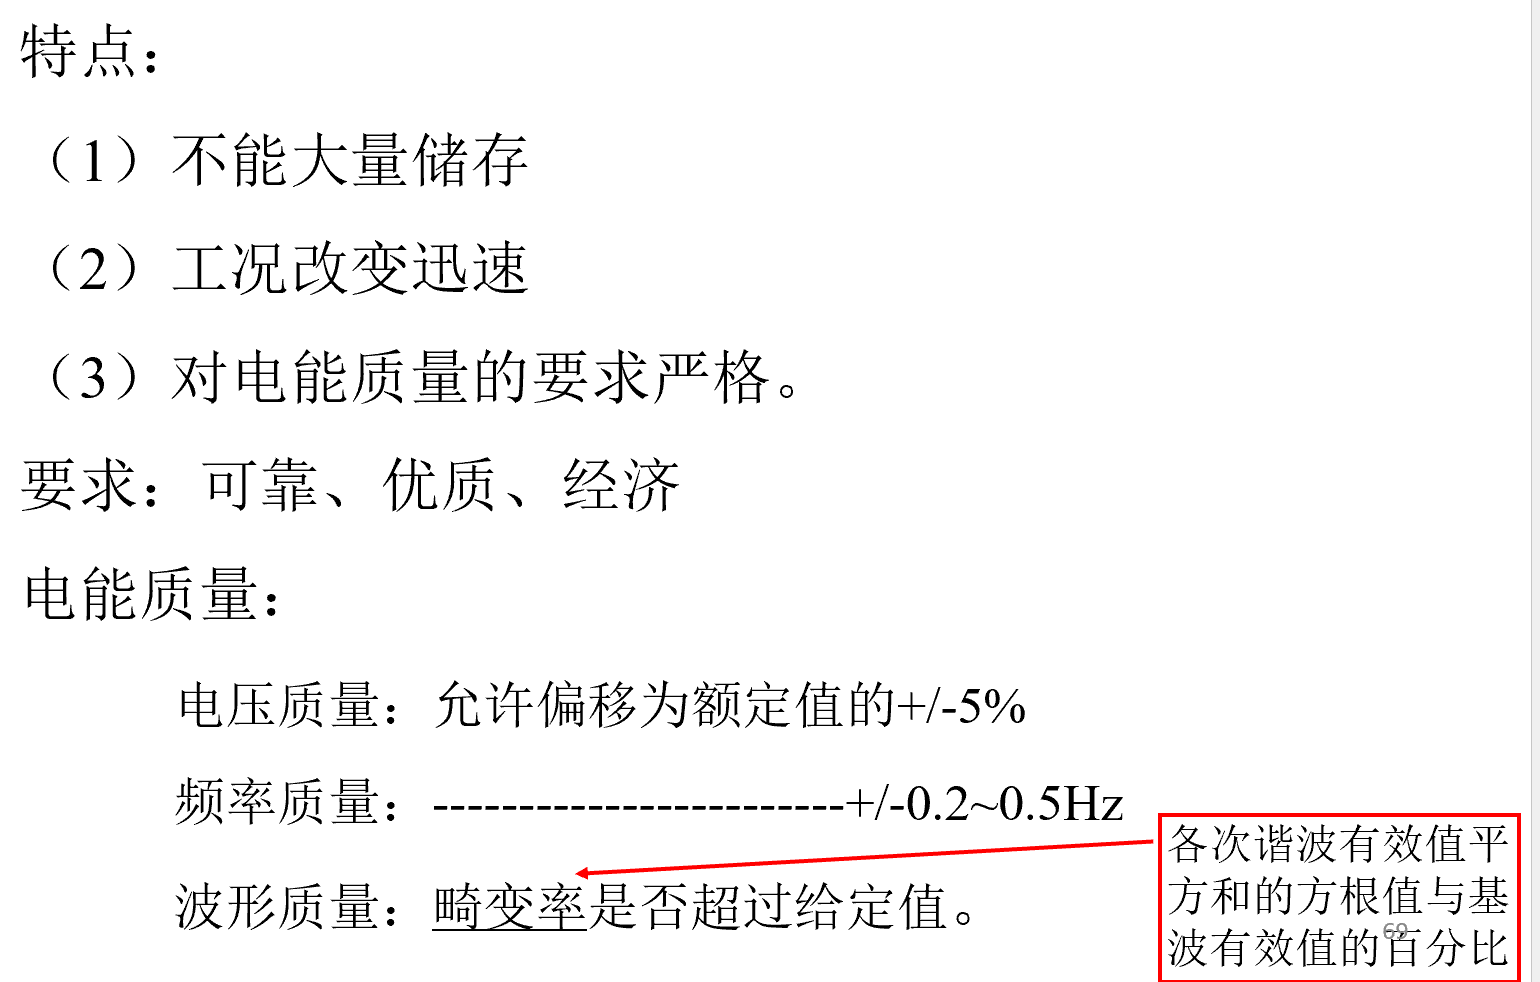 特点：
（1）不能大量储存
（2）工况改变迅速
（3）对电能质量的要求严格。
要求：可靠、优质、经济
电能质量：
电压质量：允许偏移为额定值的+/-5%
频率质量：------------------------+/-0.2~0.5Hz
波形质量：畸变率是否超过给定值。
各次谐波有效值平
方和的方根值与基
波有效值的百分比
69